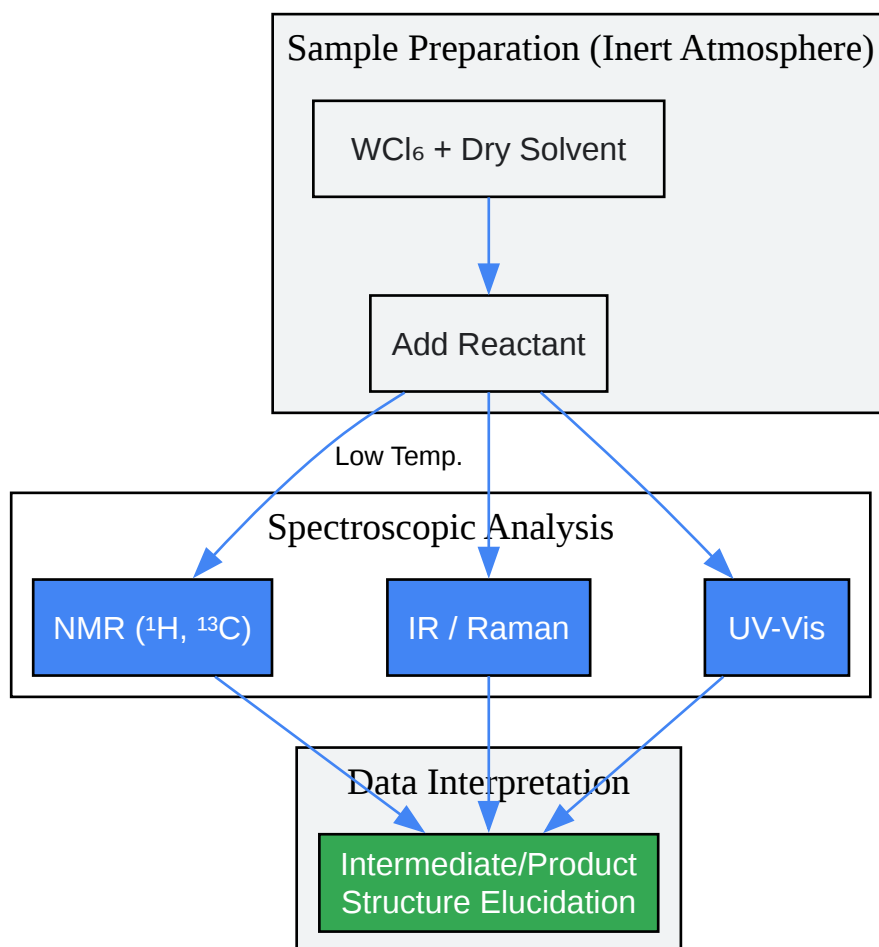 Sample Preparation (Inert Atmosphere)
WCl₆ + Dry Solvent
Add Reactant
Low Temp.
Spectroscopic Analysis
NMR (¹H, ¹³C)
IR / Raman
UV-Vis
Data Interpretation
Intermediate/Product
Structure Elucidation